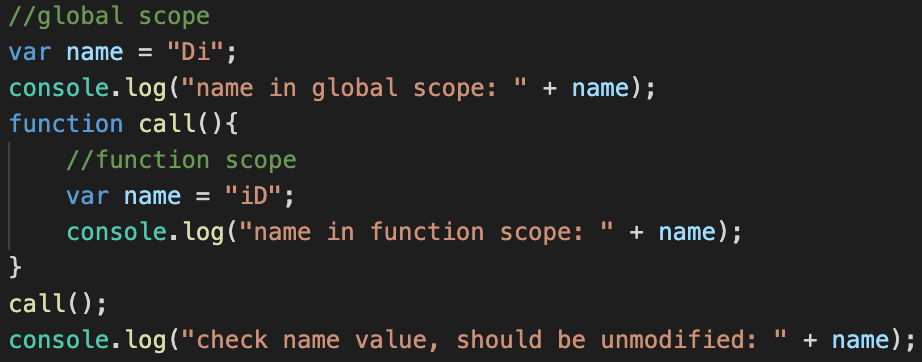 //global scope
var name = "Di";
console.log("name in global scope: " + name);
function call(){
    //function scope
    var name = "iD";
    console.log("name in function scope: " + name);
}
call();
console.log("check name value, should be unmodified: " + name);